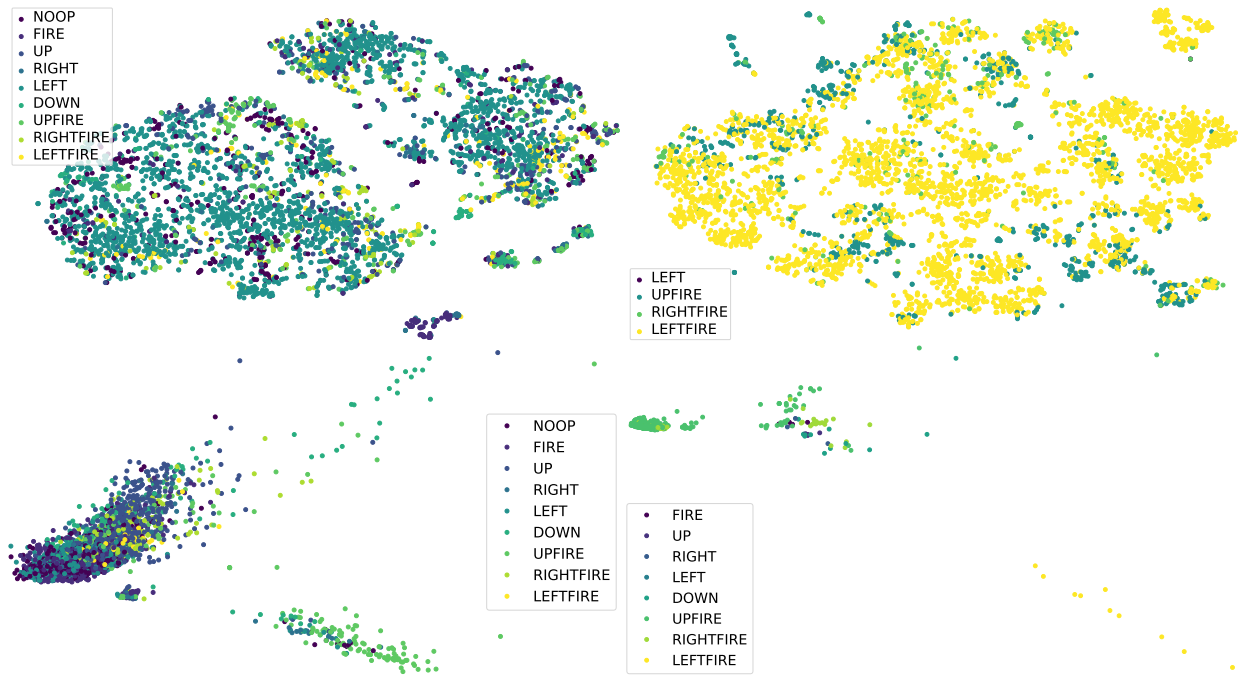 NOOP
FIRE
UP
RIGHT
LEFT
DOWN
UPFIRE
RIGHTFIRE
LEFTFIRE
LEFT
UPFIRE
RIGHTFIRE
LEFTFIRE
NOOP
FIRE
UP
RIGHT
LEFT
DOWN
UPFIRE
RIGHTFIRE
LEFTFIRE
FIRE
UP
RIGHT
LEFT
DOWN
UPFIRE
RIGHTFIRE
LEFTFIRE